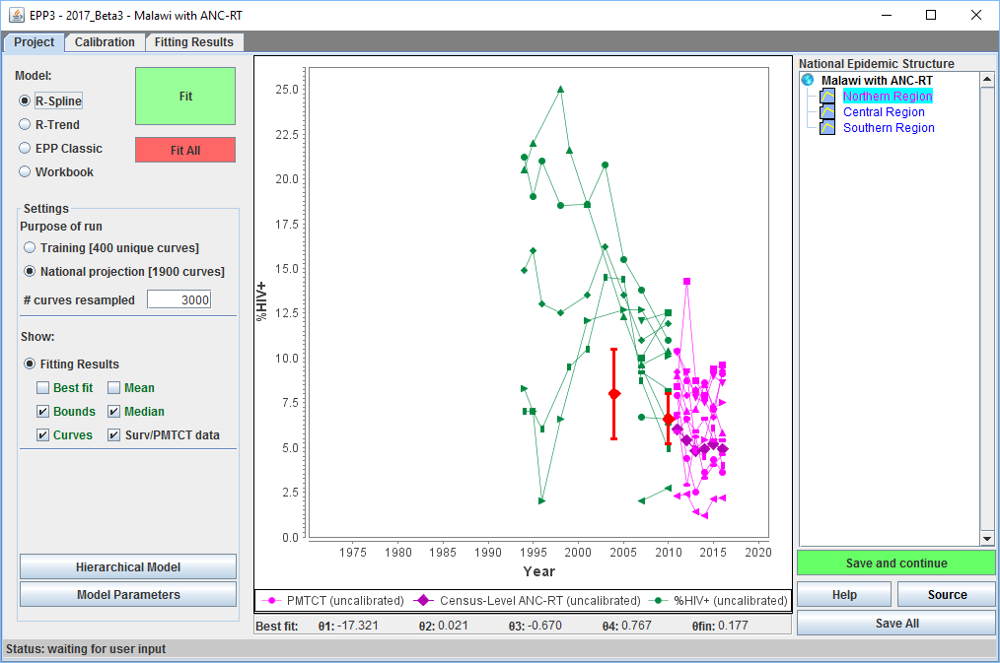 EPP3 - 2017_Beta3 - Malawi with ANC-RT
Project Calibration Fitting Results
Model:
R-Spline
R-Trend
EPP Classic
Workbook
Fit
Fit All
Settings
Purpose of run
Training [400 unique curves]
National projection [1900 curves]
# curves resampled 3000
Show:
Fitting Results
Best fit Mean
Bounds Median
Curves Surv/PMTCT data
Hierarchical Model
Model Parameters
25.0
22.5
20.0
17.5
15.0
12.5
10.0
7.5
5.0
2.5
0.0
%HIV+
1975 1980 1985 1990 1995 2000 2005 2010 2015 2020
Year
PMTCT (uncalibrated) Census-Level ANC-RT (uncalibrated) %HIV+ (uncalibrated)
Best fit: θ1: -17.321 θ2: 0.021 θ3: -0.670 θ4: 0.767 θfin: 0.177
National Epidemic Structure
Malawi with ANC-RT
Northern Region
Central Region
Southern Region
Save and continue
Help Source
Save All
Status: waiting for user input